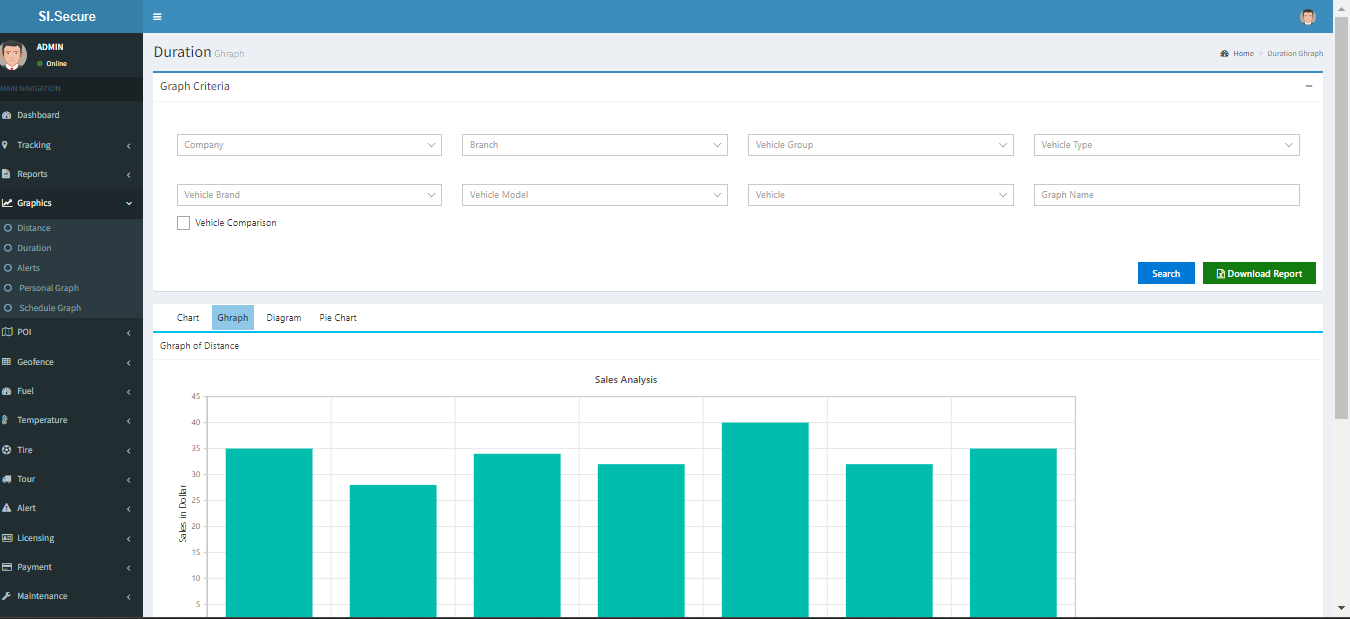 SI.Secure
ADMIN
Online
MAIN NAVIGATION
Dashboard
Tracking
Reports
Graphics
Distance
Duration
Alerts
Personal Graph
Schedule Graph
POI
Geofence
Fuel
Temperature
Tire
Tour
Alert
Licensing
Payment
Maintenance
Duration Ghraph
Home > Duration Ghraph
Graph Criteria
Company Branch Vehicle Group Vehicle Type
Vehicle Brand Vehicle Model Vehicle Graph Name
Vehicle Comparison
Search Download Report
Chart Ghraph Diagram Pie Chart
Ghraph of Distance
Sales Analysis
Sales in Dollar
45
40
35
30
25
20
15
10
5